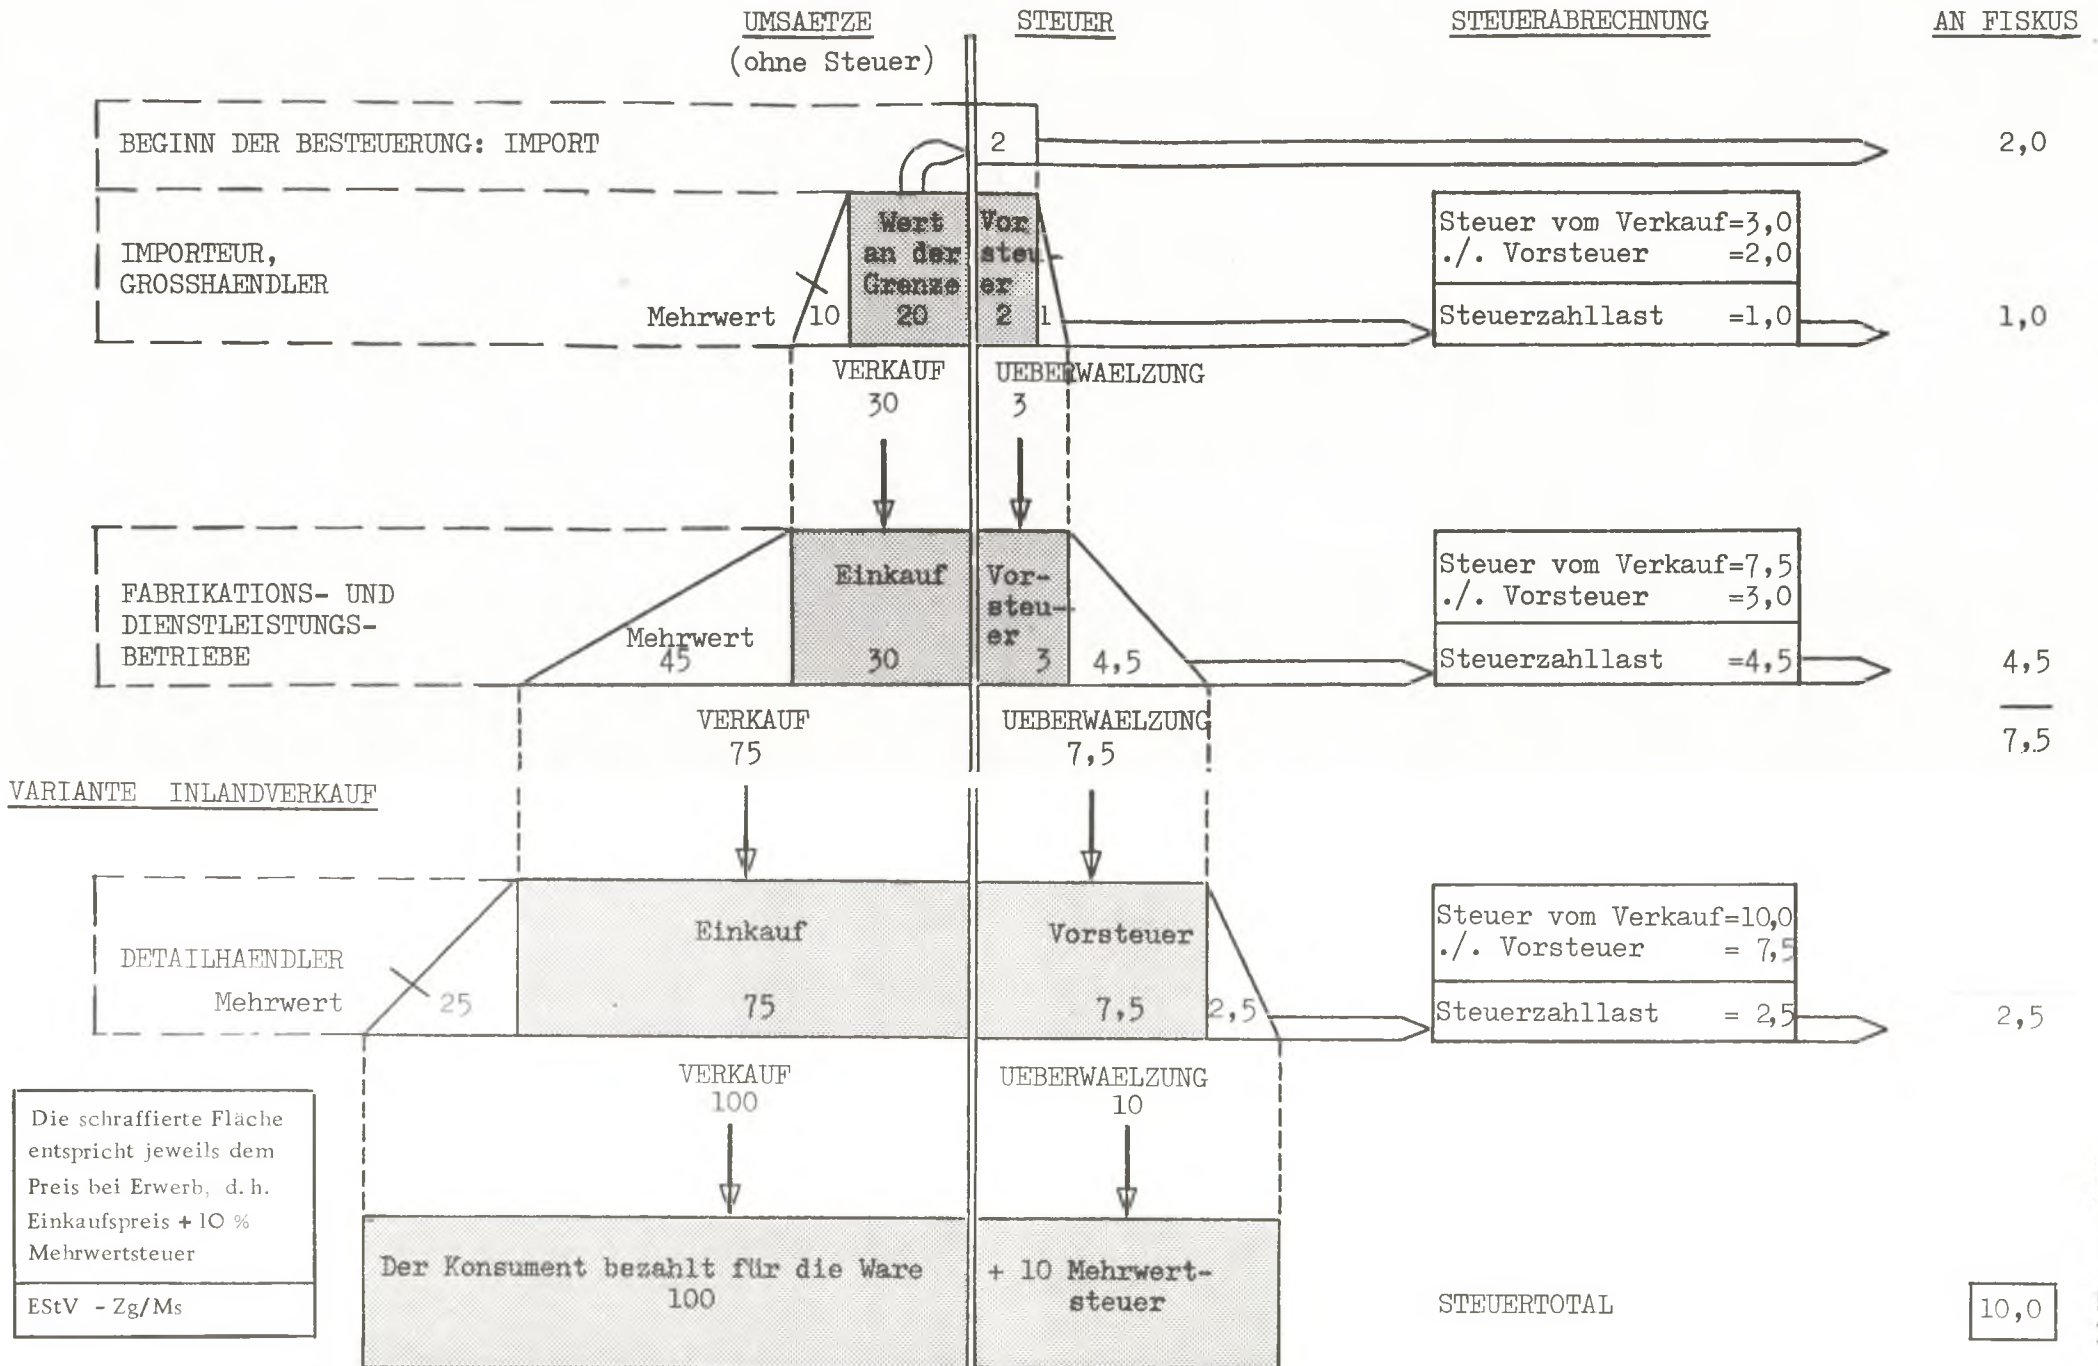 UMSAETZE
(ohne Steuer)
STEUER
STEUERABRECHNUNG
AN FISKUS
BEGINN DER BESTEUERUNG: IMPORT
2
2,0
IMPORTEUR,
GROSSHAENDLER
Mehrwert
10
Wert
an der
Grenze
20
Vor
steu-
er
2
1
Steuer vom Verkauf=3,0
./. Vorsteuer =2,0
Steuerzahllast =1,0
1,0
VERKAUF
30
UEBERWAELZUNG
3
FABRIKATIONS- UND
DIENSTLEISTUNGS-
BETRIEBE
Mehrwert
45
Einkauf
30
Vor-
steu-
er
3
4,5
Steuer vom Verkauf=7,5
./. Vorsteuer =3,0
Steuerzahllast =4,5
4,5
7,5
VERKAUF
75
UEBERWAELZUNG
7,5
VARIANTE INLANDVERKAUF
DETAILHAENDLER
Mehrwert
25
Einkauf
75
Vorsteuer
7,5
2,5
Steuer vom Verkauf=10,0
./. Vorsteuer = 7,5
Steuerzahllast = 2,5
2,5
VERKAUF
100
UEBERWAELZUNG
10
Die schraffierte Fläche
entspricht jeweils dem
Preis bei Erwerb, d. h.
Einkaufspreis + 10 %
Mehrwertsteuer
EStV - Zg/Ms
Der Konsument bezahlt für die Ware
100
+ 10 Mehrwert-
steuer
STEUERTOTAL
10,0